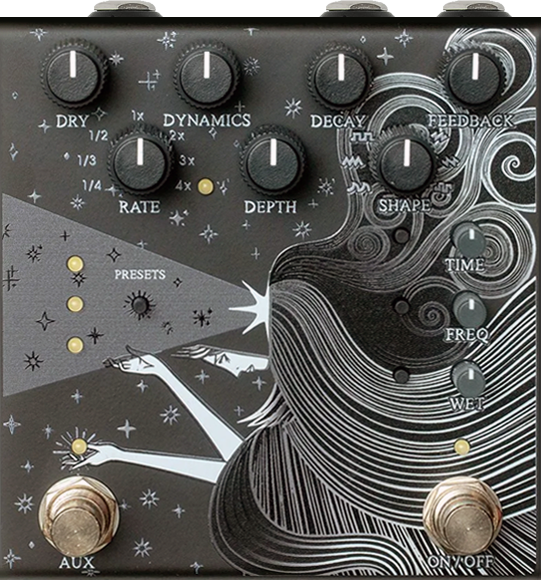 DRY DYNAMICS DECAY FEEDBACK
1x
1/2 2x
1/3 3x
1/4 4x
RATE DEPTH SHAPE
TIME
PRESETS
FREQ
WET
AUX ON/OFF